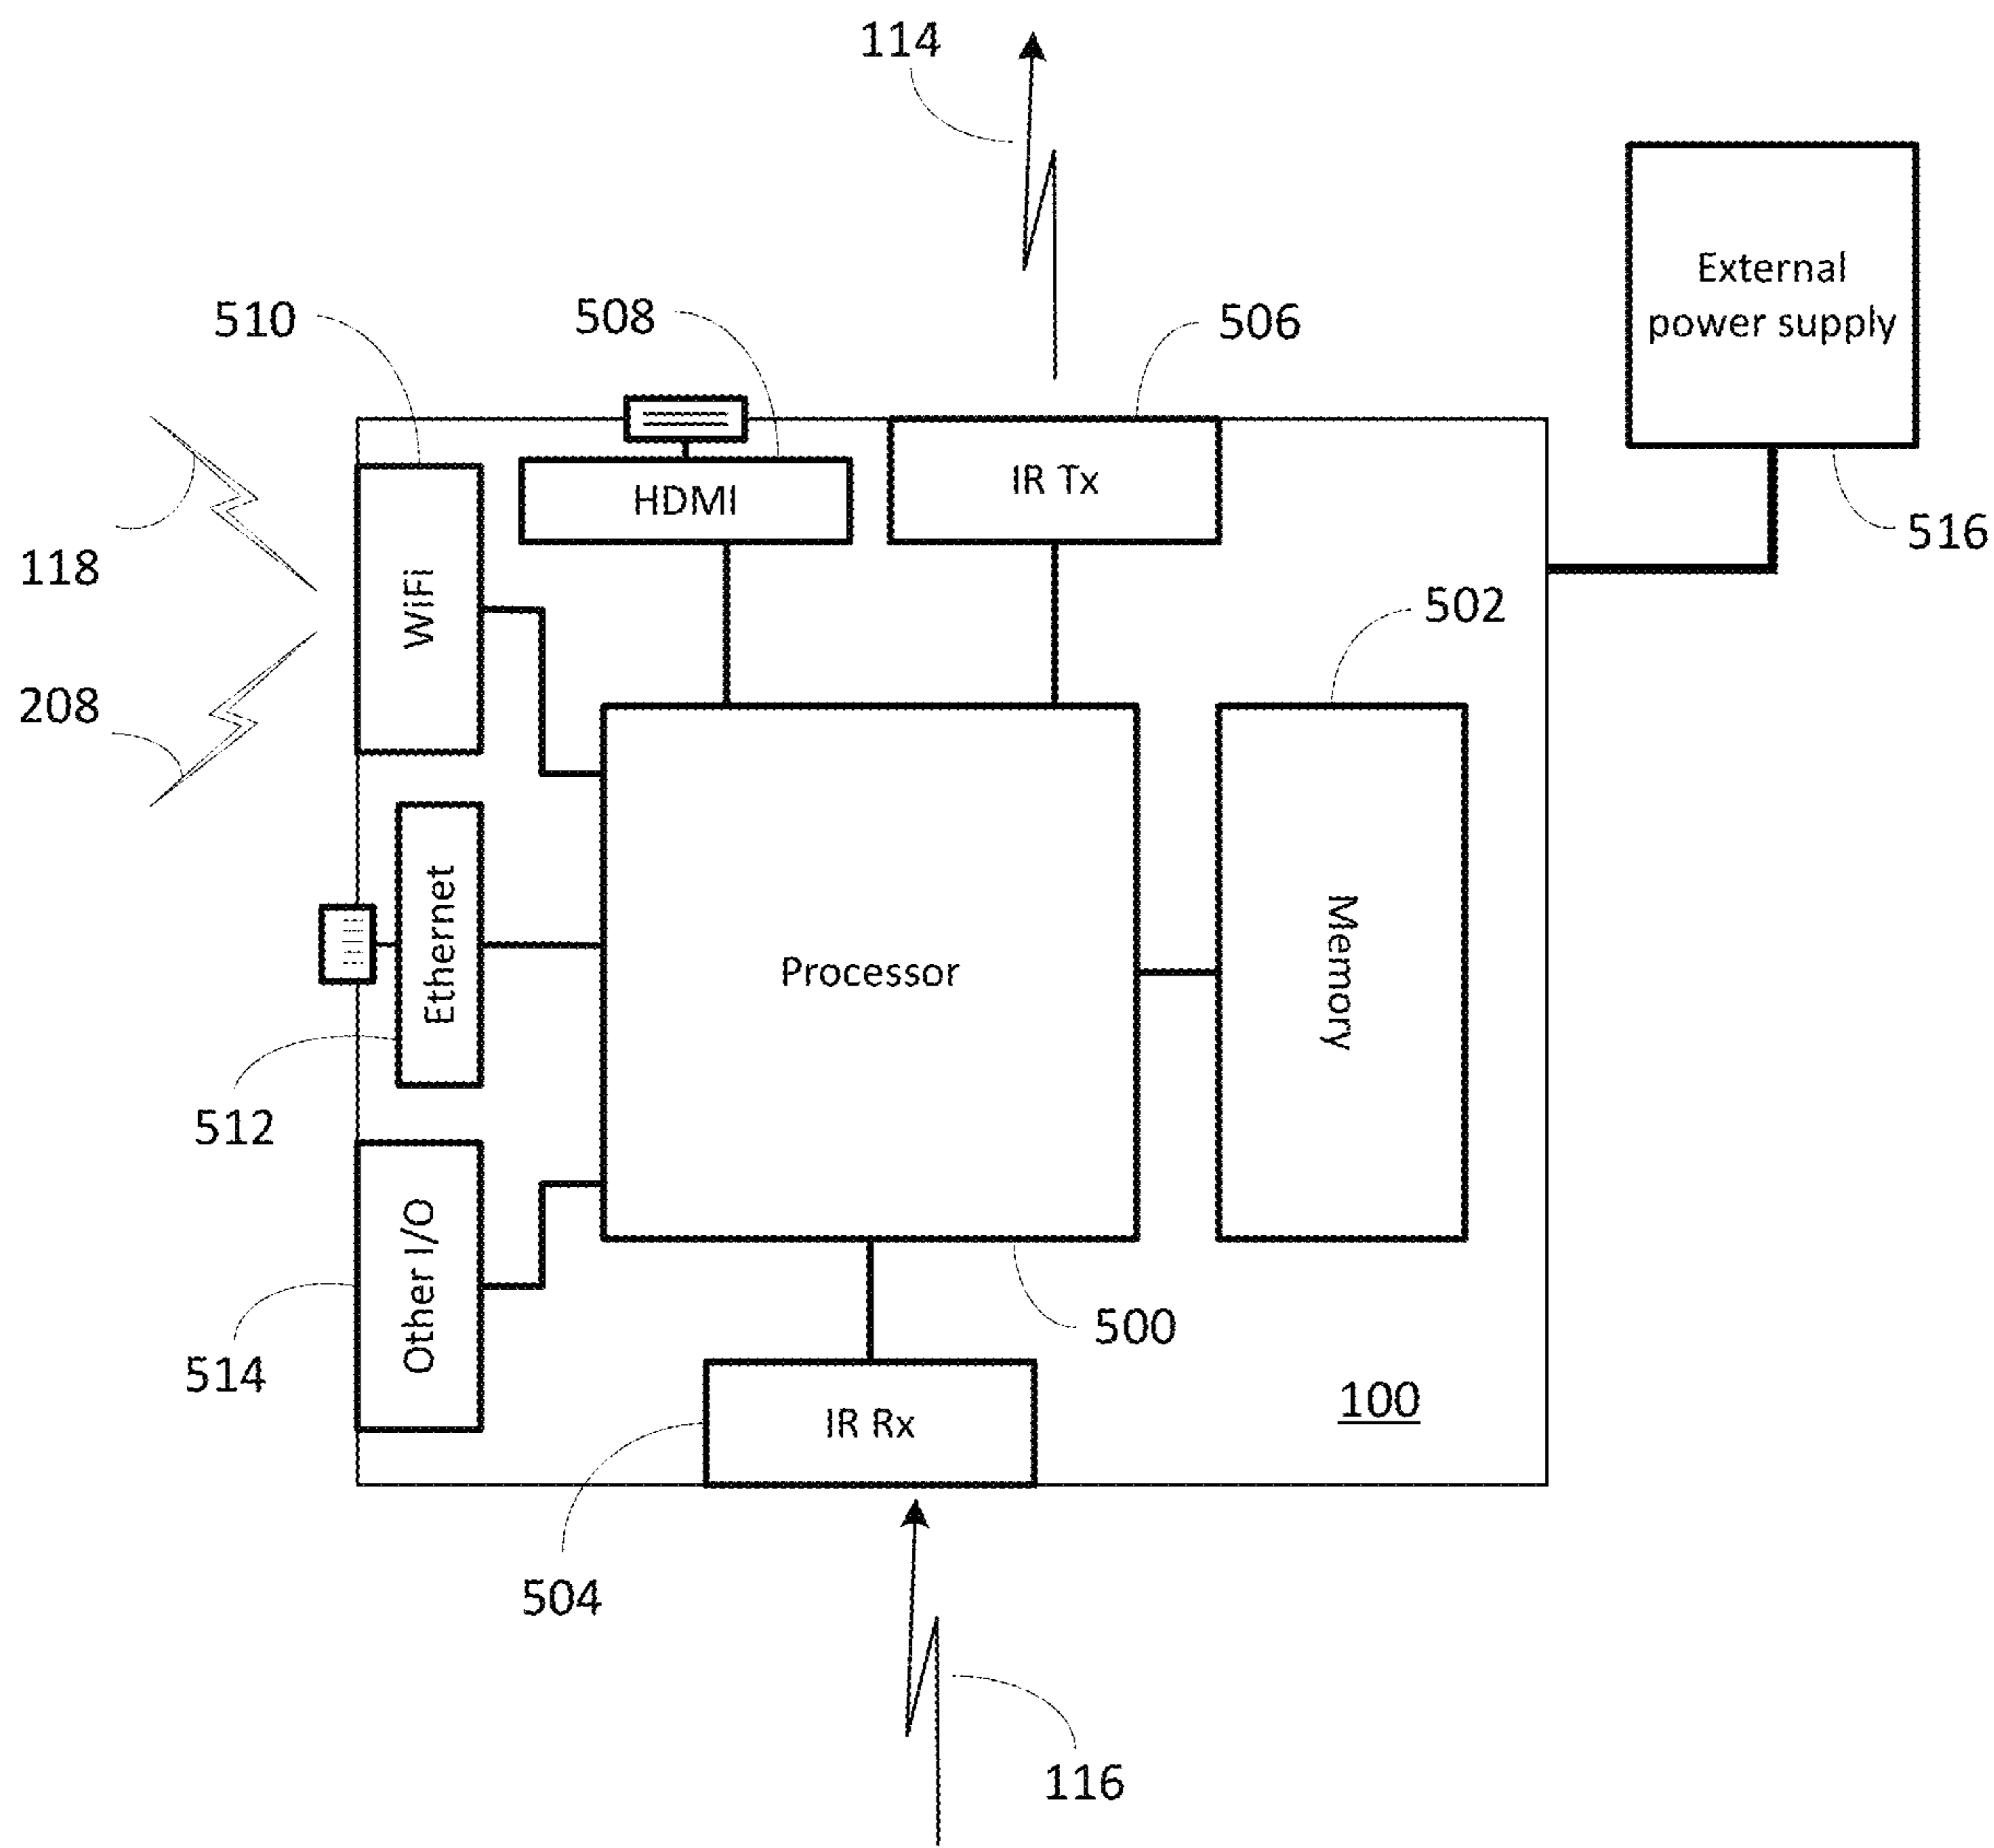 114
External
power supply
510
508
506
516
HDMI
IR Tx
118
WiFi
502
208
Ethernet
Processor
Memory
512
Other I/O
500
514
100
IR Rx
504
116